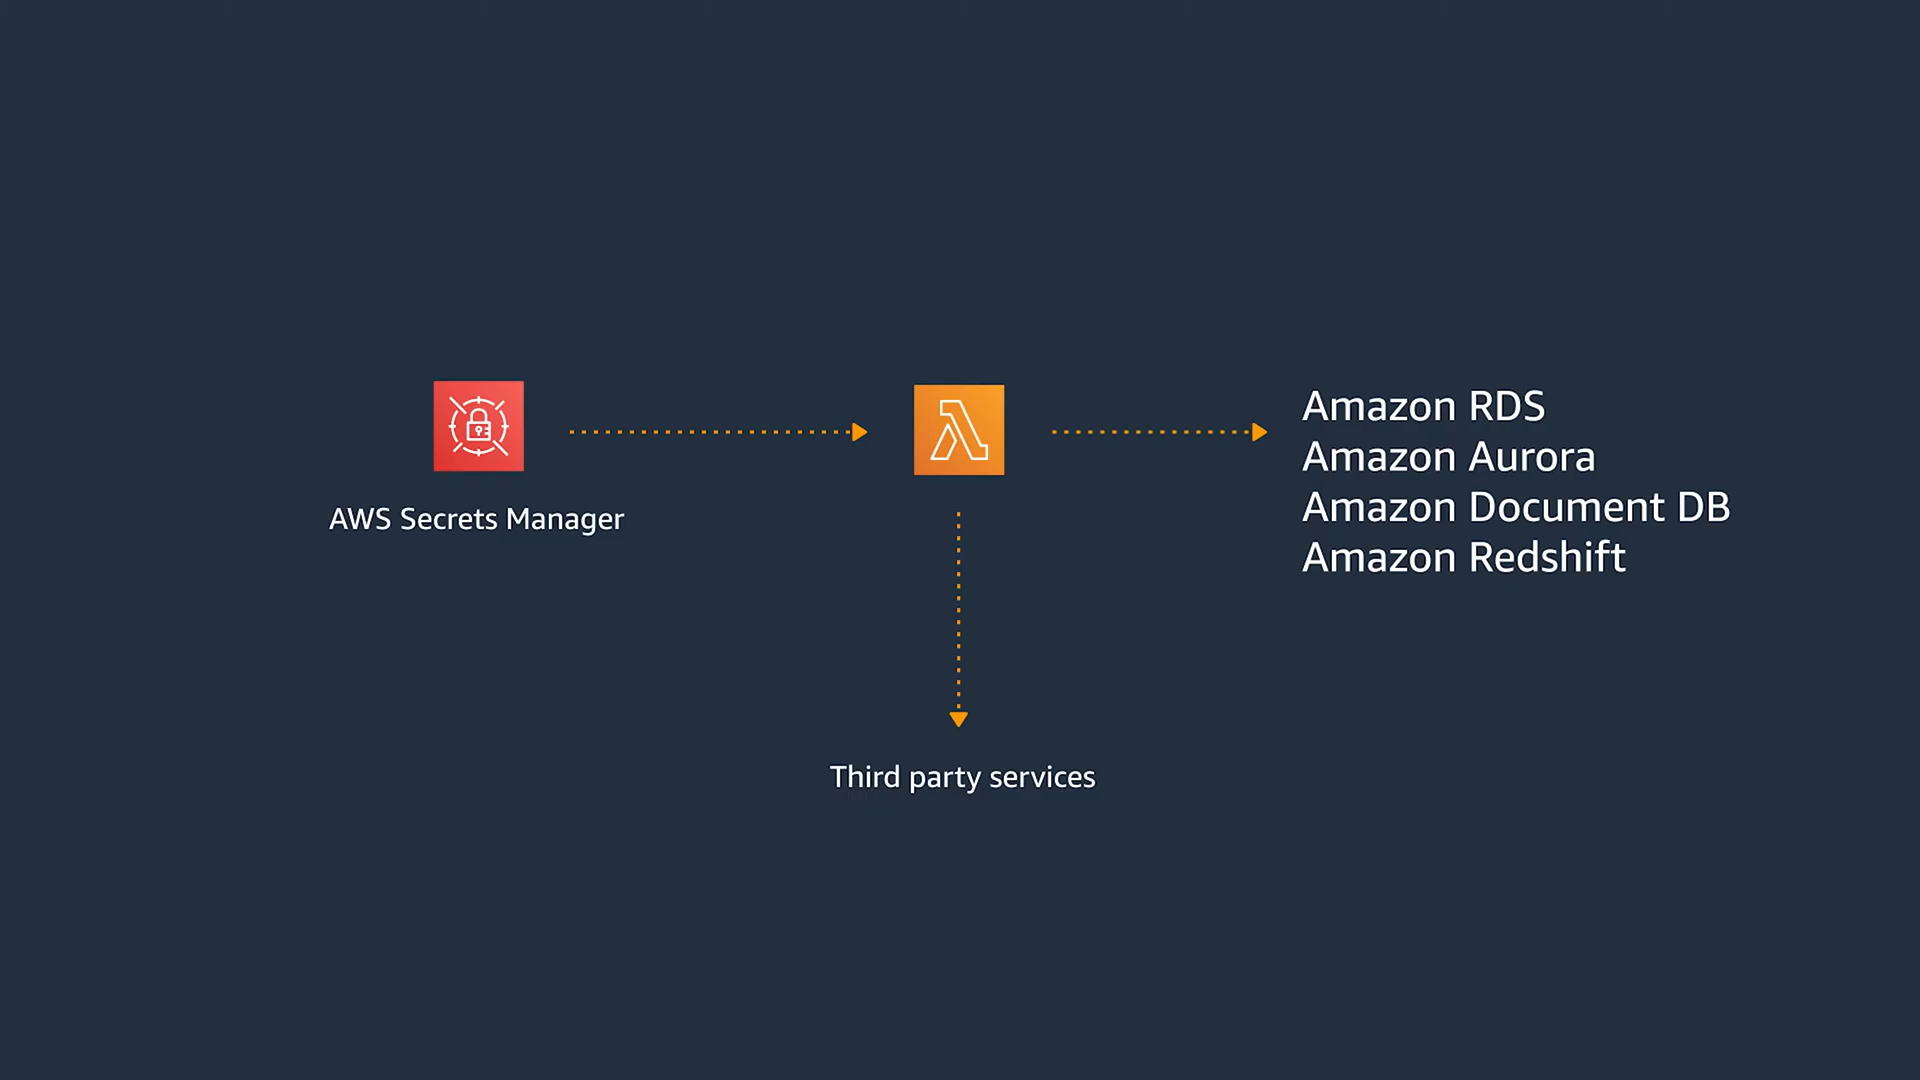 Amazon RDS
Amazon Aurora
Amazon Document DB
Amazon Redshift
AWS Secrets Manager
Third party services